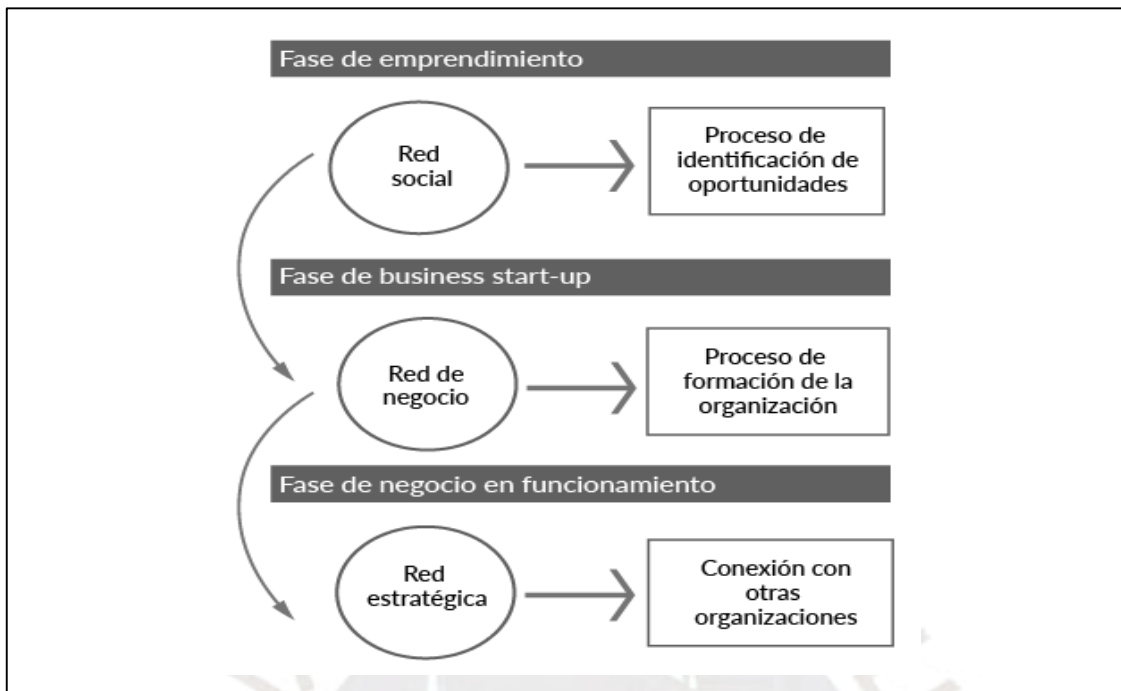 Fase de emprendimiento
Red
social
Proceso de
identificación de
oportunidades
Fase de business start-up
Red de
negocio
Proceso de
formación de la
organización
Fase de negocio en funcionamiento
Red
estratégica
Conexión con
otras
organizaciones